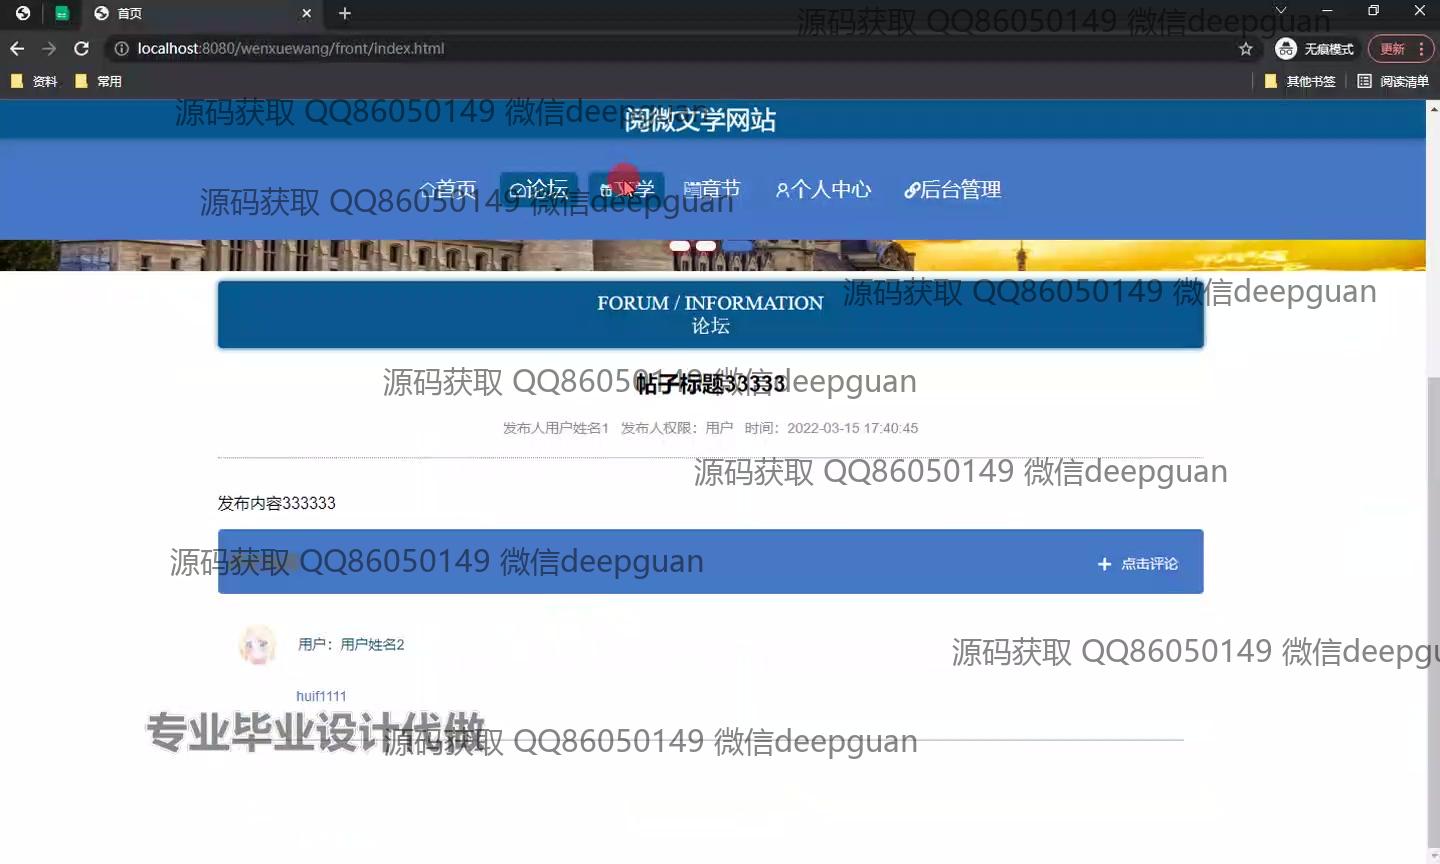 首页
源码获取 QQ86050149 微信deepguan
localhost:8080/wenxuewang/front/index.html
无痕模式
更新
资料
常用
其他书签
阅读清单
源码获取 QQ86050149 微信deepguan
阅微文学网站
首页
论坛
文学
章节
个人中心
后台管理
源码获取 QQ86050149 微信deepguan
FORUM / INFORMATION
源码获取 QQ86050149 微信deepguan
论坛
帖子标题33333
源码获取 QQ86050149 微信deepguan
发布人用户姓名1 发布人权限：用户 时间：2022-03-15 17:40:45
源码获取 QQ86050149 微信deepguan
发布内容333333
源码获取 QQ86050149 微信deepguan
点击评论
用户：用户姓名2
源码获取 QQ86050149 微信deepgu
huif1111
专业毕业设计代做
源码获取 QQ86050149 微信deepguan